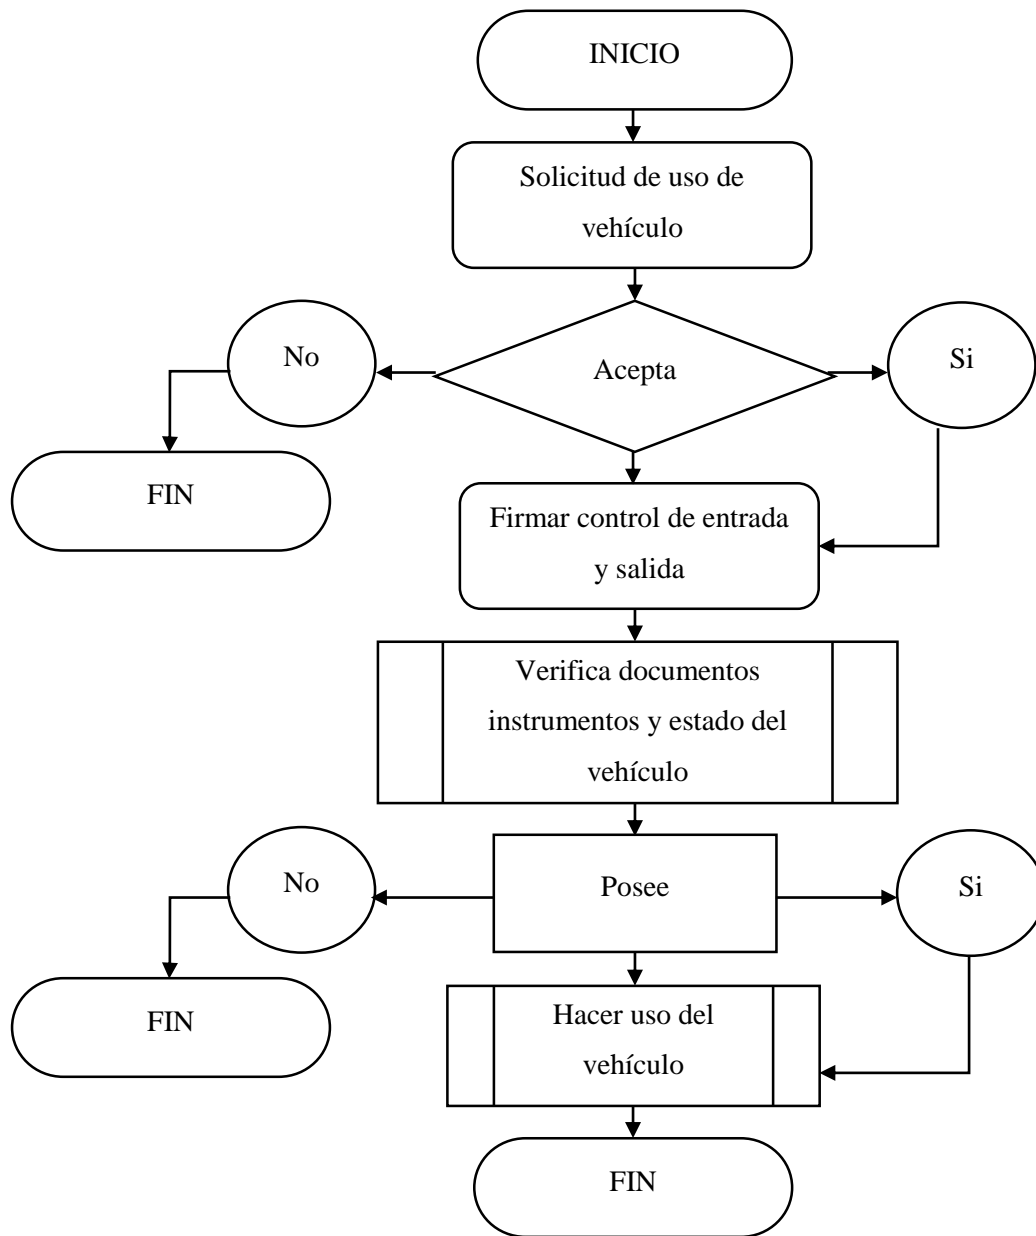 INICIO
Solicitud de uso de
vehículo
No
Acepta
Si
FIN
Firmar control de entrada
y salida
Verifica documentos
instrumentos y estado del
vehículo
No
Posee
Si
FIN
Hacer uso del
vehículo
FIN